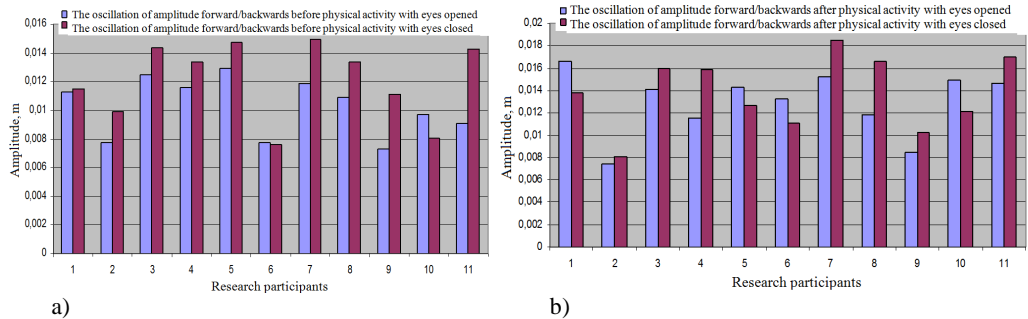 The oscillation of amplitude forward/backwards before physical activity with eyes opened
The oscillation of amplitude forward/backwards before physical activity with eyes closed
Amplitude, m
0,016
0,014
0,012
0,01
0,008
0,006
0,004
0,002
0
1 2 3 4 5 6 7 8 9 10 11
Research participants
a)
The oscillation of amplitude forward/backwards after physical activity with eyes opened
The oscillation of amplitude forward/backwards after physical activity with eyes closed
Amplitude, m
0,02
0,018
0,016
0,014
0,012
0,01
0,008
0,006
0,004
0,002
0
1 2 3 4 5 6 7 8 9 10 11
Research participants
b)